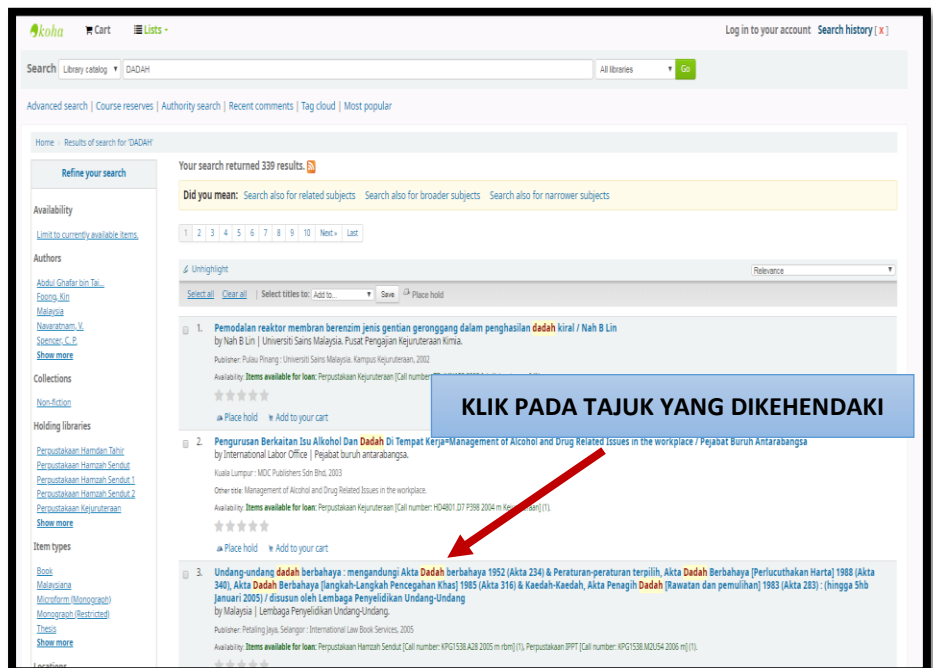 koha Cart Lists Log in to your account Search history [ X ]
Search Library catalog DADAH All libraries Go
Advanced search | Course reserves | Authority search | Recent comments | Tag cloud | Most popular
Home Results of search for 'DADAH'
Refine your search
Availability
Limit to currently available items.
Authors
Abdul Ghafar bin Tai...
Foong, Kin
Malaysia
Navaratnam, V.
Spencer, C. P.
Show more
Collections
Non-fiction
Holding libraries
Perpustakaan Hamdan Tahir
Perpustakaan Hamzah Sendut
Perpustakaan Hamzah Sendut 1
Perpustakaan Hamzah Sendut 2
Perpustakaan Kejuruteraan
Show more
Item types
Book
Malaysiana
Microform (Monograph)
Monograph (Restricted)
Thesis
Show more
Locations
Your search returned 339 results.
Did you mean: Search also for related subjects Search also for broader subjects Search also for narrower subjects
1 2 3 4 5 6 7 8 9 10 Next » Last
Unhighlight Relevance
Select all Clear all | Select titles to: Add to... Save Place hold
1. Pemodalan reaktor membran berenzim jenis gentian geronggang dalam penghasilan dadah kiral / Nah B Lin
by Nah B Lin | Universiti Sains Malaysia. Pusat Pengajian Kejuruteraan Kimia.
Publisher: Pulau Pinang : Universiti Sains Malaysia. Kampus Kejuruteraan, 2002
Availability: Items available for loan: Perpustakaan Kejuruteraan [Call number:
Place hold Add to your cart
KLIK PADA TAJUK YANG DIKEHENDAKI
2. Pengurusan Berkaitan Isu Alkohol Dan Dadah Di Tempat Kerja=Management of Alcohol and Drug Related Issues in the workplace / Pejabat Buruh Antarabangsa
by International Labor Office | Pejabat buruh antarabangsa.
Kuala Lumpur : MDC Publishers Sdn Bhd, 2003
Other title: Management of Alcohol and Drug Related Issues in the workplace.
Availability: Items available for loan: Perpustakaan Kejuruteraan [Call number: HD4801.D7 P398 2004 m (1).
Place hold Add to your cart
3. Undang-undang dadah berbahaya : mengandungi Akta Dadah berbahaya 1952 (Akta 234) & Peraturan-peraturan terpilih, Akta Dadah Berbahaya [Perlucuthakan Harta] 1988 (Akta
340), Akta Dadah Berbahaya [langkah-Langkah Pencegahan Khas] 1985 (Akta 316) & Kaedah-Kaedah, Akta Penagih Dadah [Rawatan dan pemulihan] 1983 (Akta 283) : (hingga 5hb
Januari 2005) / disusun oleh Lembaga Penyelidikan Undang-Undang
by Malaysia | Lembaga Penyelidikan Undang-Undang.
Publisher: Petaling Jaya, Selangor : International Law Book Services, 2005
Availability: Items available for loan: Perpustakaan Hamzah Sendut [Call number: KPG1538.A28 2005 m rbm] (1), Perpustakaan IPPT [Call number: KPG1538.M2U54 2006 m] (1).